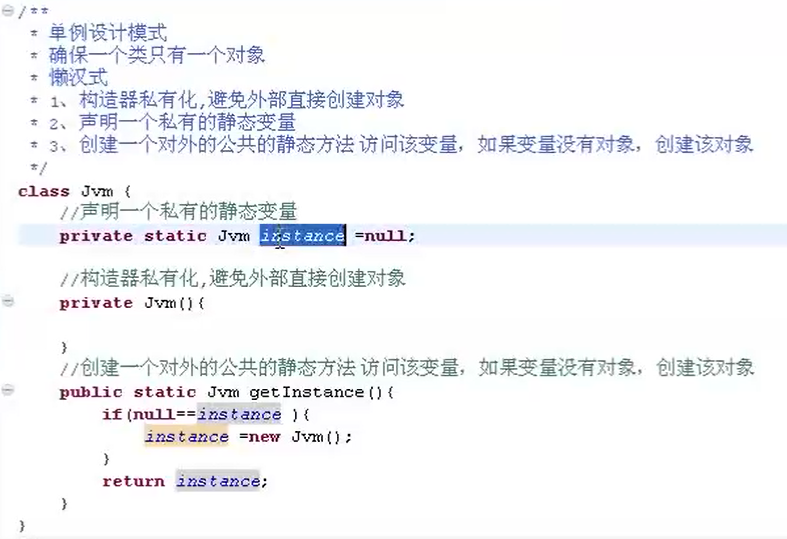 /**
 * 单例设计模式
 * 确保一个类只有一个对象
 * 懒汉式
 * 1、构造器私有化,避免外部直接创建对象
 * 2、声明一个私有的静态变量
 * 3、创建一个对外的公共的静态方法 访问该变量，如果变量没有对象，创建该对象
 */
class Jvm {
    //声明一个私有的静态变量
    private static Jvm instance =null;
    //构造器私有化,避免外部直接创建对象
    private Jvm(){
    }
    //创建一个对外的公共的静态方法 访问该变量，如果变量没有对象，创建该对象
    public static Jvm getInstance(){
        if(null==instance ){
            instance =new Jvm();
        }
        return instance;
    }
}